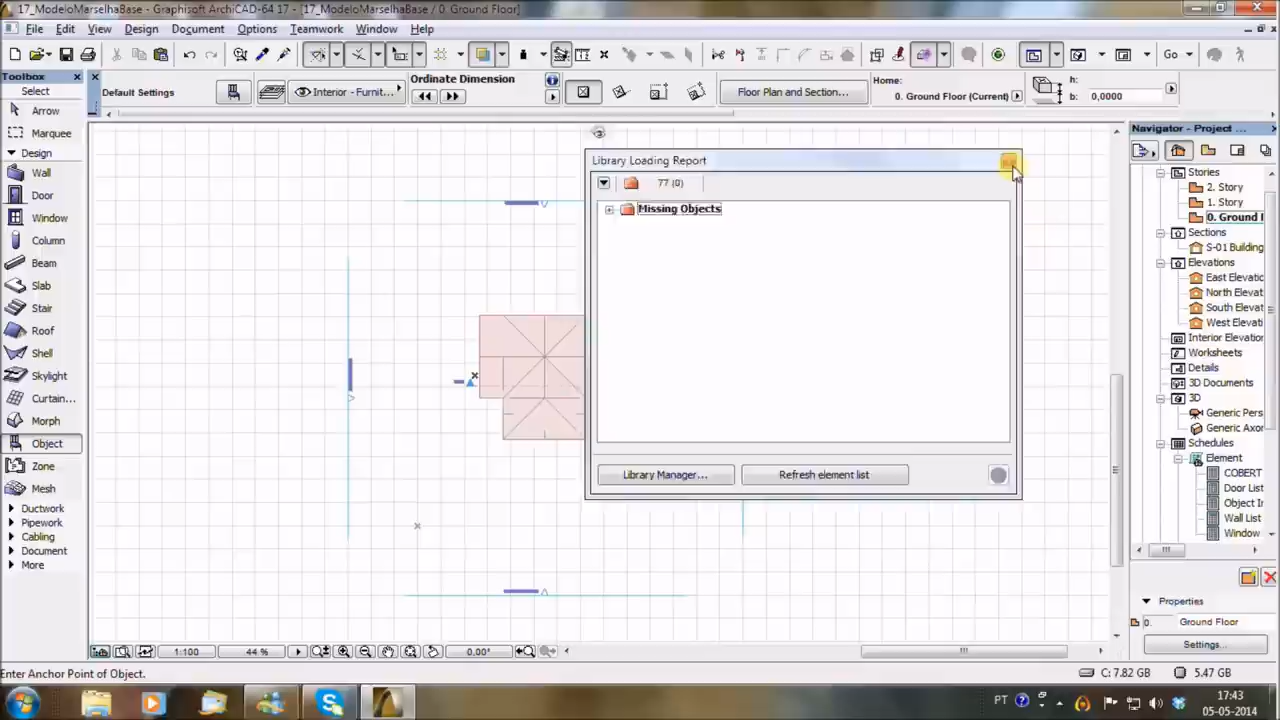 17_ModeloMarselhaBase - Graphisoft ArchiCAD-64 17 - [17_ModeloMarselhaBase / 0. Ground Floor]
File Edit View Design Document Options Teamwork Window Help
Go
Toolbox
Select
Arrow
Marquee
Design
Wall
Door
Window
Column
Beam
Slab
Stair
Roof
Shell
Skylight
Curtain...
Morph
Object
Zone
Mesh
Ductwork
Pipework
Cabling
Document
More
Default Settings
Interior - Furnit...
Ordinate Dimension
Floor Plan and Section...
Home:
0. Ground Floor (Current)
h:
b: 0,0000
Library Loading Report
77 (0)
Missing Objects
Library Manager...
Refresh element list
Navigator - Project ...
Stories
2. Story
1. Story
0. Ground
Sections
S-01 Building
Elevations
East Elevatio
North Elevat
South Elevat
West Elevati
Interior Elevation
Worksheets
Details
3D Documents
3D
Generic Pers
Generic Axon
Schedules
Element
COBERT
Door List
Object In
Wall List
Window
Properties
0. Ground Floor
Settings...
1:100
44 %
0,00°
Enter Anchor Point of Object.
C: 7.82 GB
5.47 GB
PT
17:43
05-05-2014